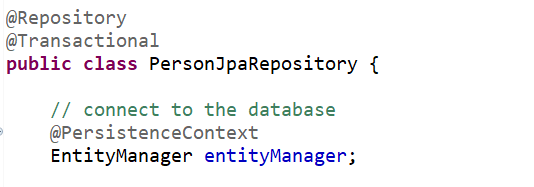 @Repository
@Transactional
public class PersonJpaRepository {
// connect to the database
@PersistenceContext
EntityManager entityManager;